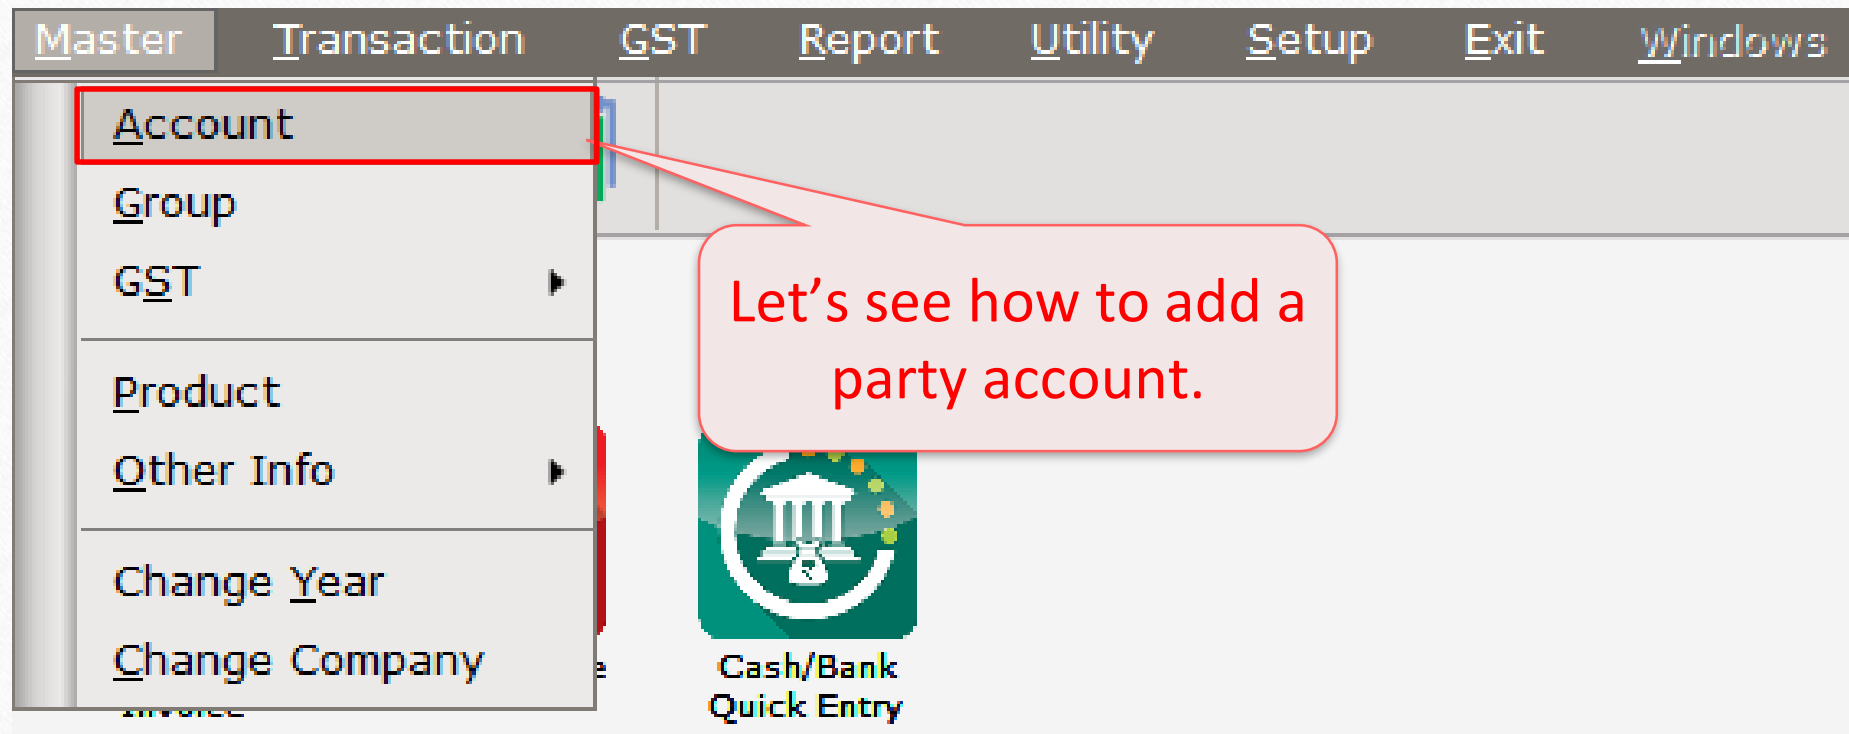 Master Transaction GST Report Utility Setup Exit Windows
Account
Group
GST
Let’s see how to add a
party account.
Product
Other Info
Change Year
Change Company
Cash/Bank
Quick Entry